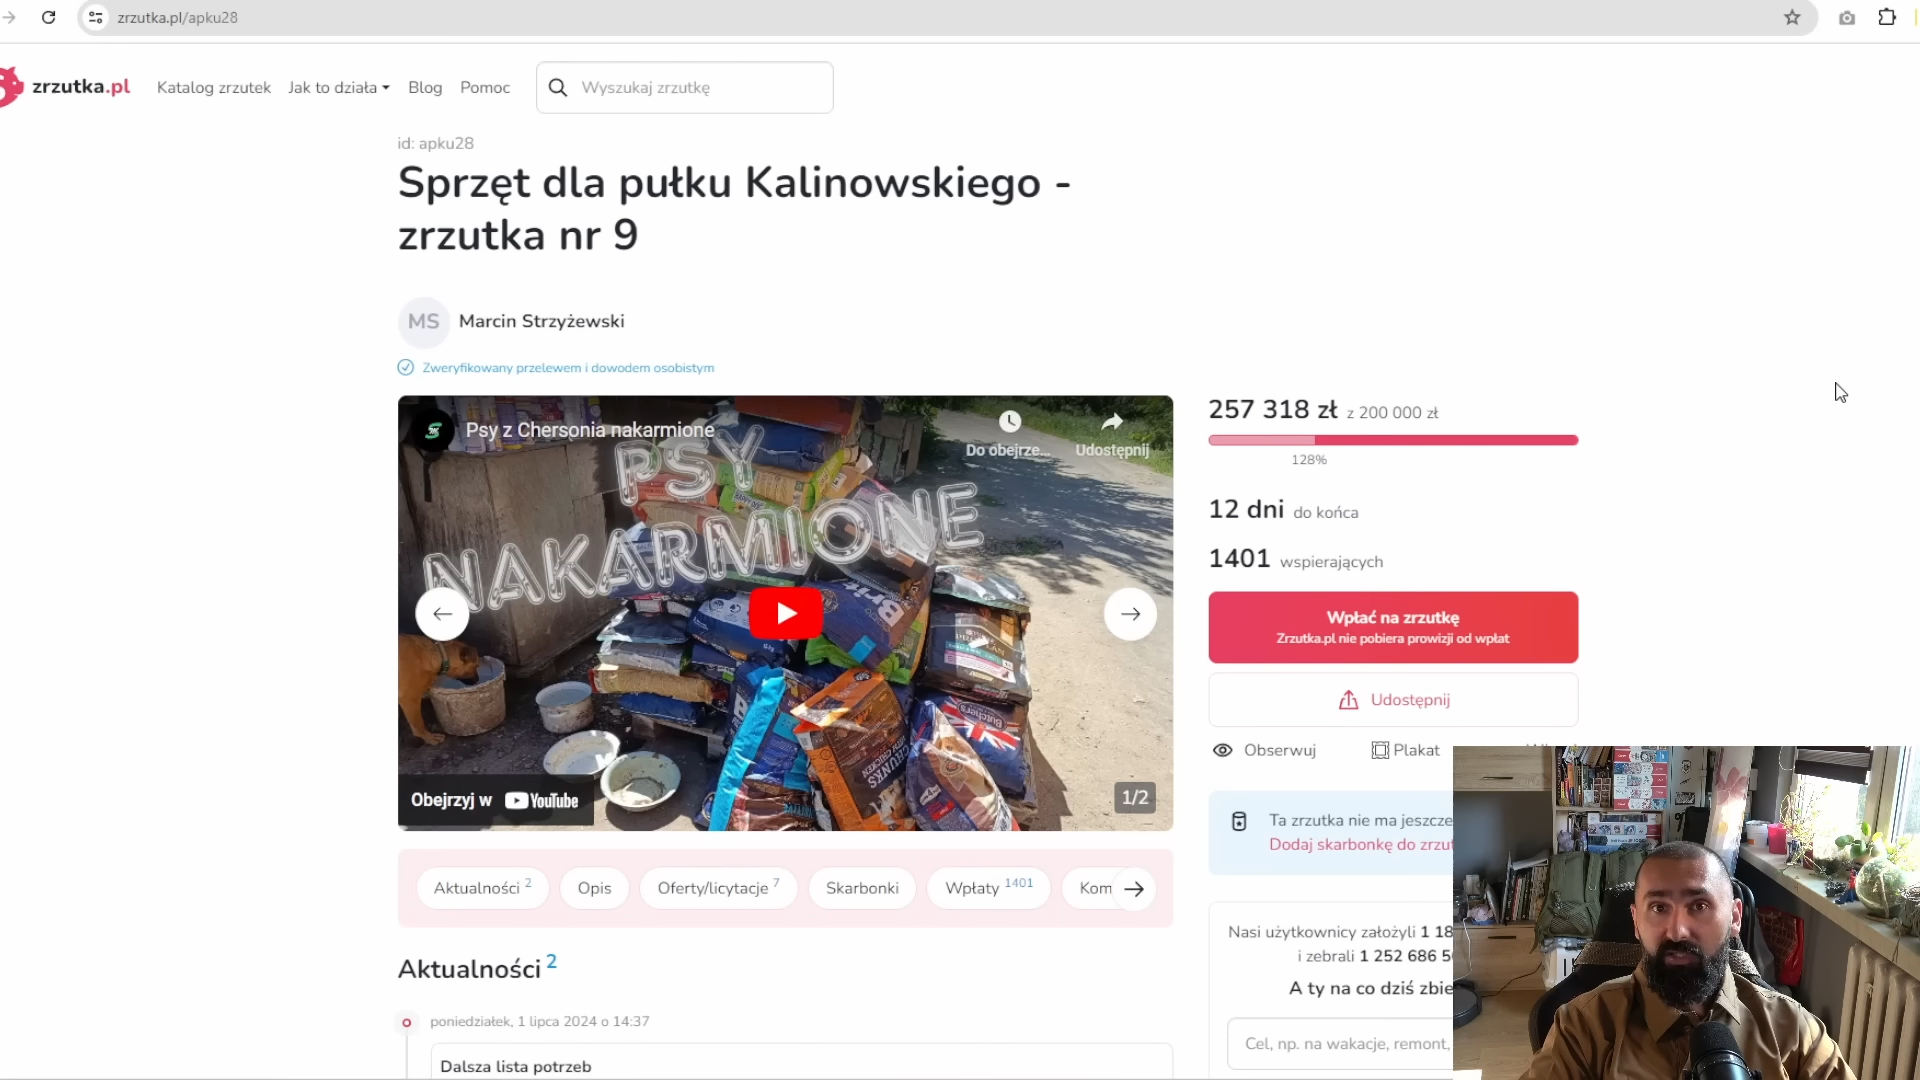 zrzutka.pl/apku28
zrzutka.pl
Katalog zrzutek
Jak to działa
Blog
Pomoc
Wyszukaj zrzutkę
id: apku28
Sprzęt dla pułku Kalinowskiego -
zrzutka nr 9
MS
Marcin Strzyżewski
Zweryfikowany przelewem i dowodem osobistym
Psy z Chersonia nakarmione
Do obejrze...
Udostępnij
PSY
NAKARMIONE
Brit
Butcher's
CHUNKS
WITH CHICKEN
Obejrzyj w YouTube
1/2
257 318 zł z 200 000 zł
128%
12 dni do końca
1401 wspierających
Wpłać na zrzutkę
Zrzutka.pl nie pobiera prowizji od wpłat
Udostępnij
Obserwuj
Plakat
Ta zrzutka nie ma jeszcze
Dodaj skarbonkę do zrzut
Aktualności 2
Opis
Oferty/licytacje 7
Skarbonki
Wpłaty 1401
Kom
Nasi użytkownicy założyli 1 18
i zebrali 1 252 686 5
A ty na co dziś zbie
Cel, np. na wakacje, remont,
Aktualności 2
poniedziałek, 1 lipca 2024 o 14:37
Dalsza lista potrzeb